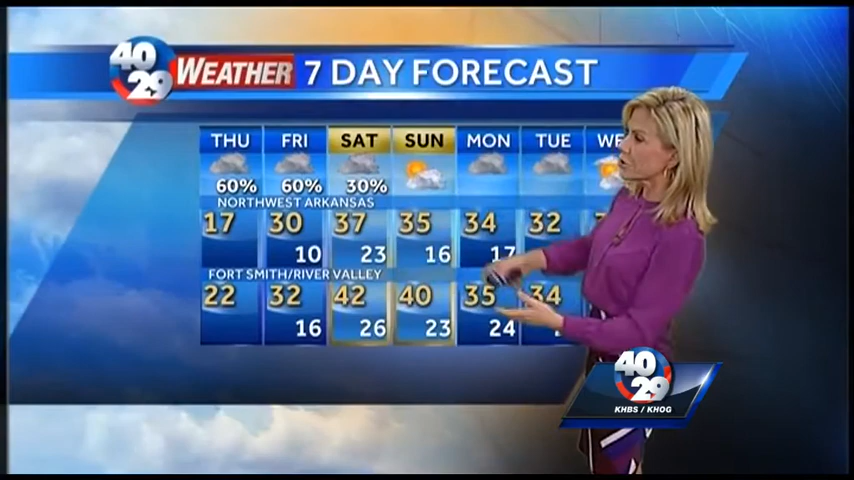 40
29
WEATHER 7 DAY FORECAST
THU FRI SAT SUN MON TUE WE
60% 60% 30%
NORTHWEST ARKANSAS
17 30 37 35 34 32
10 23 16 17
FORT SMITH/RIVER VALLEY
22 32 42 40 35 34
16 26 23 24
40
29
KHBS / KHOG